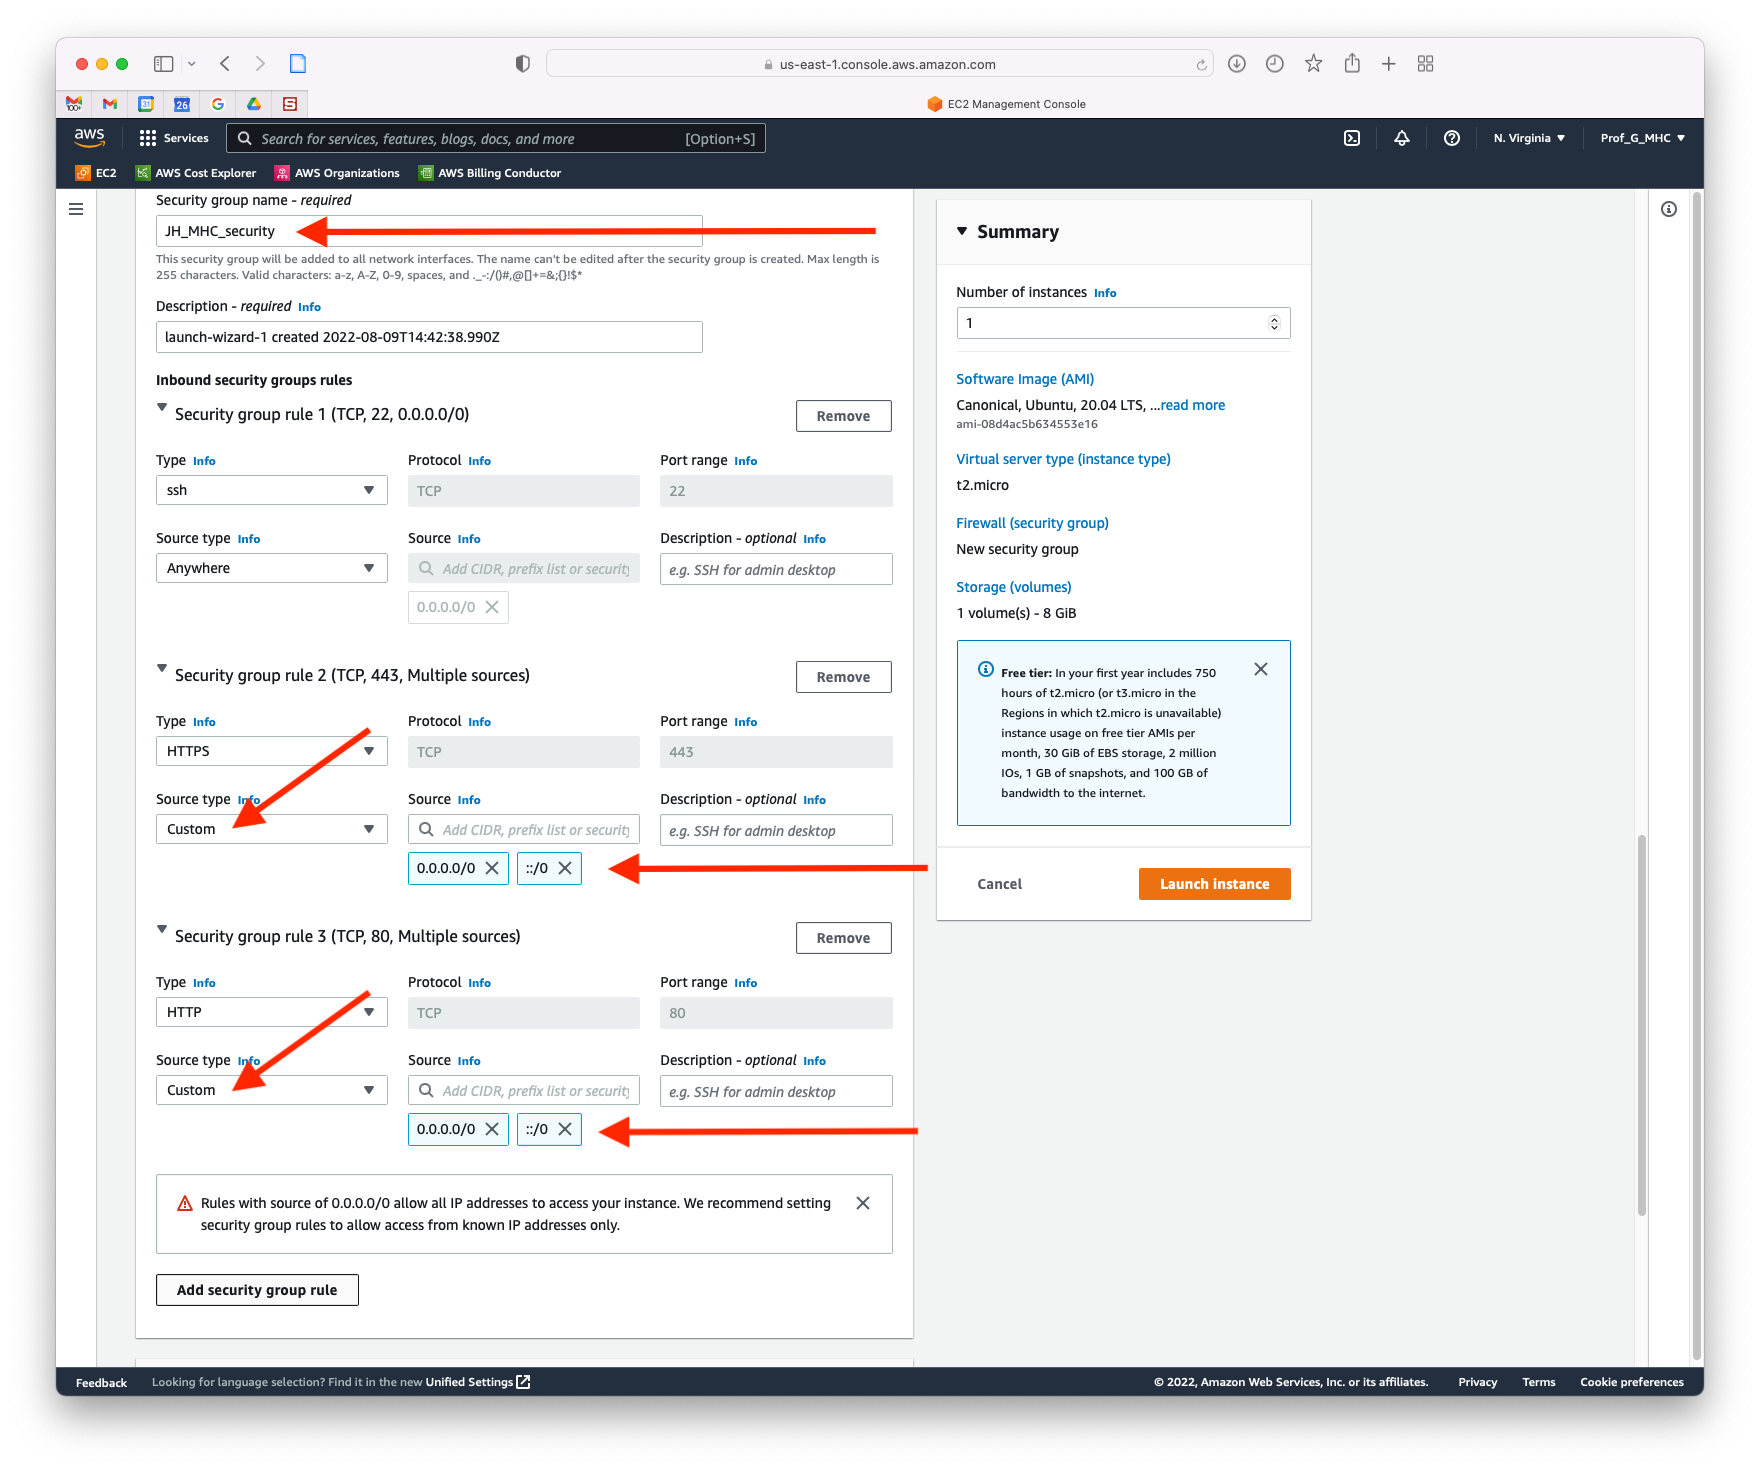 us-east-1.console.aws.amazon.com
EC2 Management Console
aws
Services
Search for services, features, blogs, docs, and more [Option+S]
N. Virginia
Prof_G_MHC
EC2
AWS Cost Explorer
AWS Organizations
AWS Billing Conductor
Security group name - required
JH_MHC_security
This security group will be added to all network interfaces. The name can't be edited after the security group is created. Max length is
255 characters. Valid characters: a-z, A-Z, 0-9, spaces, and ._-:/()#,@[]+=&;{}!$*
Description - required Info
launch-wizard-1 created 2022-08-09T14:42:38.990Z
Inbound security groups rules
Security group rule 1 (TCP, 22, 0.0.0.0/0)
Remove
Type Info
Protocol Info
Port range Info
ssh
TCP
22
Source type Info
Source Info
Description - optional Info
Anywhere
Add CIDR, prefix list or security
e.g. SSH for admin desktop
0.0.0.0/0
Security group rule 2 (TCP, 443, Multiple sources)
Remove
Type Info
Protocol Info
Port range Info
HTTPS
TCP
443
Source type Info
Source Info
Description - optional Info
Custom
Add CIDR, prefix list or security
e.g. SSH for admin desktop
0.0.0.0/0
::/0
Security group rule 3 (TCP, 80, Multiple sources)
Remove
Type Info
Protocol Info
Port range Info
HTTP
TCP
80
Source type Info
Source Info
Description - optional Info
Custom
Add CIDR, prefix list or security
e.g. SSH for admin desktop
0.0.0.0/0
::/0
Rules with source of 0.0.0.0/0 allow all IP addresses to access your instance. We recommend setting
security group rules to allow access from known IP addresses only.
Add security group rule
Summary
Number of instances Info
1
Software Image (AMI)
Canonical, Ubuntu, 20.04 LTS, ...read more
ami-08d4ac5b634553e16
Virtual server type (instance type)
t2.micro
Firewall (security group)
New security group
Storage (volumes)
1 volume(s) - 8 GiB
Free tier: In your first year includes 750
hours of t2.micro (or t3.micro in the
Regions in which t2.micro is unavailable)
instance usage on free tier AMIs per
month, 30 GiB of EBS storage, 2 million
IOs, 1 GB of snapshots, and 100 GB of
bandwidth to the internet.
Cancel
Launch instance
Feedback
Looking for language selection? Find it in the new Unified Settings
© 2022, Amazon Web Services, Inc. or its affiliates.
Privacy
Terms
Cookie preferences